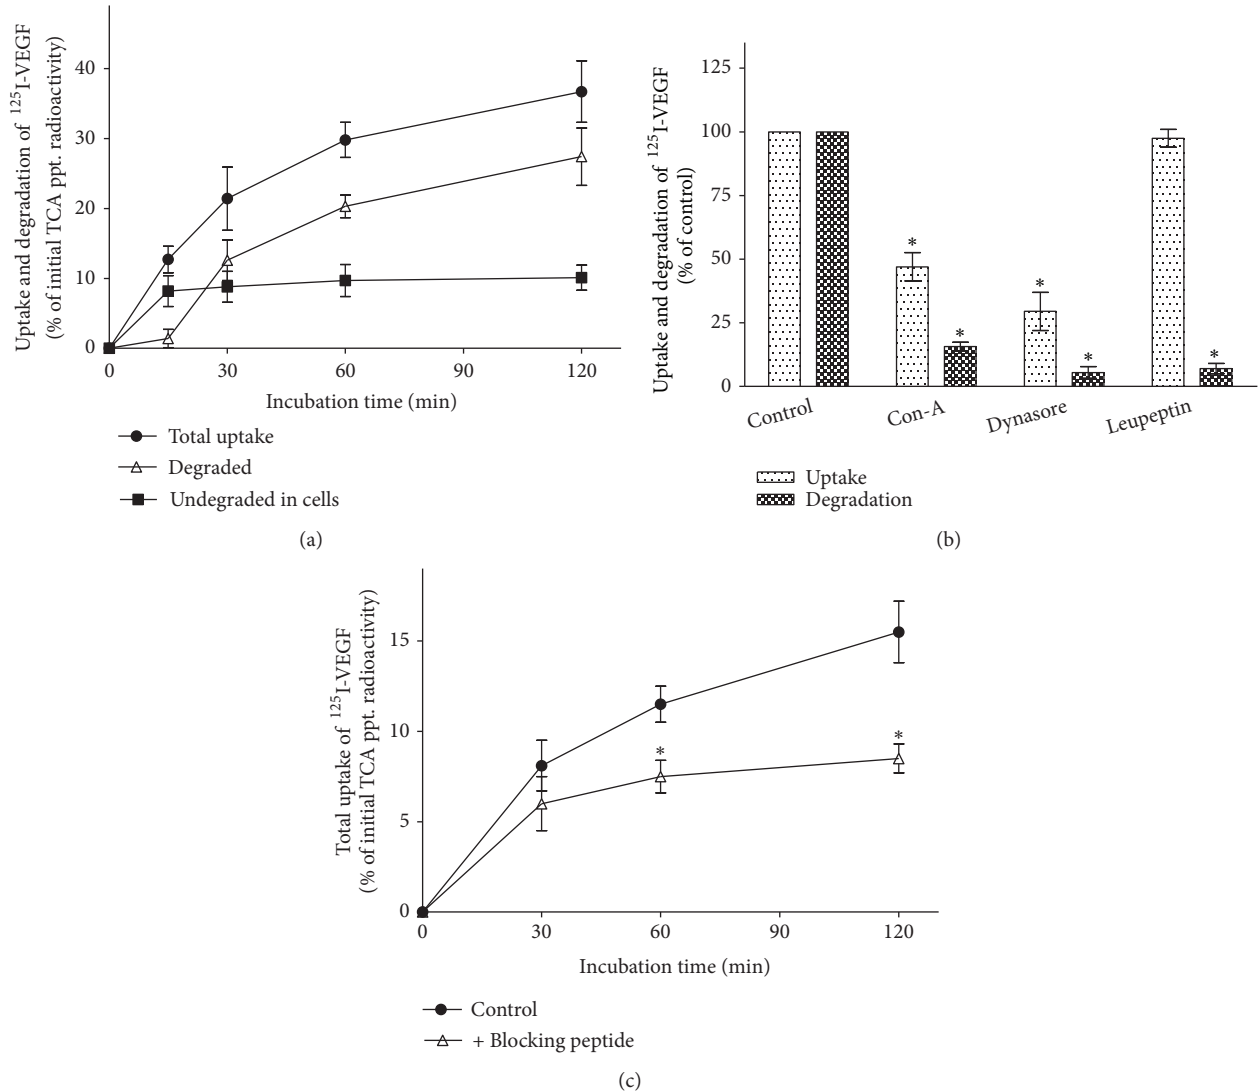 Uptake and degradation of ¹²⁵I-VEGF
(% of initial TCA ppt. radioactivity)
40
30
20
10
0
0 30 60 90 120
Incubation time (min)
Total uptake
Degraded
Undegraded in cells
(a)
Uptake and degradation of ¹²⁵I-VEGF
(% of control)
125
100
75
50
25
0
* * * * *
Control Con-A Dynasore Leupeptin
Uptake
Degradation
(b)
Total uptake of ¹²⁵I-VEGF
(% of initial TCA ppt. radioactivity)
15
10
5
0
* *
0 30 60 90 120
Incubation time (min)
Control
+ Blocking peptide
(c)